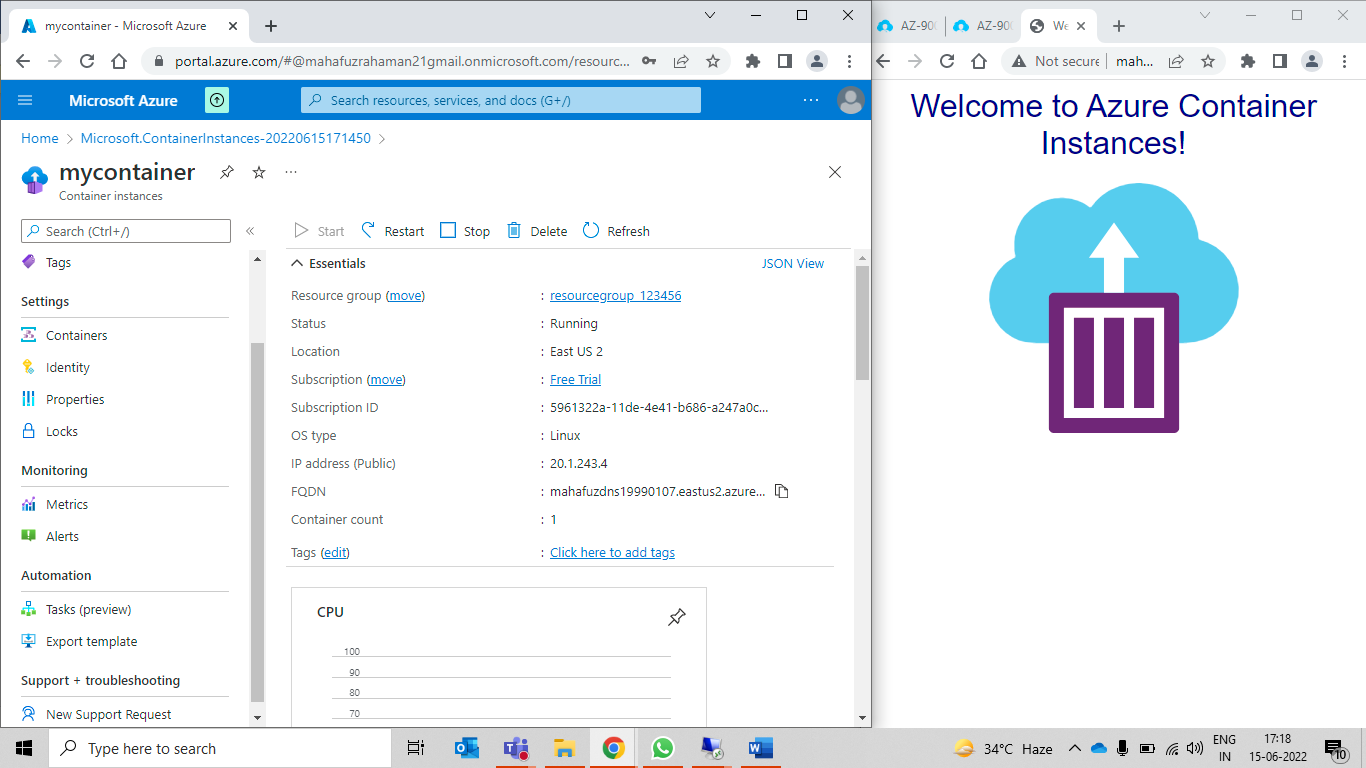 mycontainer - Microsoft Azure
portal.azure.com/#@mahafuzrahaman21gmail.onmicrosoft.com/resourc...
Microsoft Azure
Search resources, services, and docs (G+/)
Home > Microsoft.ContainerInstances-20220615171450 >
mycontainer
Container instances
Search (Ctrl+/)
Tags
Settings
Containers
Identity
Properties
Locks
Monitoring
Metrics
Alerts
Automation
Tasks (preview)
Export template
Support + troubleshooting
New Support Request
Start Restart Stop Delete Refresh
Essentials
JSON View
Resource group (move) : resourcegroup_123456
Status : Running
Location : East US 2
Subscription (move) : Free Trial
Subscription ID : 5961322a-11de-4e41-b686-a247a0c...
OS type : Linux
IP address (Public) : 20.1.243.4
FQDN : mahafuzdns19990107.eastus2.azure...
Container count : 1
Tags (edit) : Click here to add tags
CPU
100
90
80
70
AZ-900 AZ-900 We
Not secure mah...
Welcome to Azure Container
Instances!
Type here to search
34°C Haze
ENG
IN
17:18
15-06-2022
10